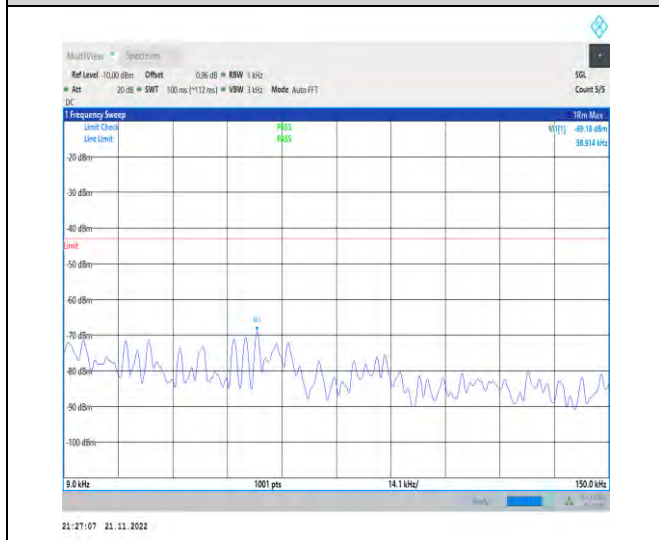 MultiView Spectrum
Ref Level -10.00 dBm Offset 0.96 dB RBW 1 kHz SGL
Att 20 dB SWT 100 ms (~112 ms) VBW 3 kHz Mode Auto FFT Count 5/5
DC
1 Frequency Sweep 1Rm Max
Limit Check PASS M1[1] -69.18 dBm
Line Limit PASS 58.914 kHz
-20 dBm
-30 dBm
-40 dBm
Limit
-50 dBm
-60 dBm
M1
-70 dBm
-80 dBm
-90 dBm
-100 dBm
9.0 kHz 1001 pts 14.1 kHz/ 150.0 kHz
21:27:07 21.11.2022